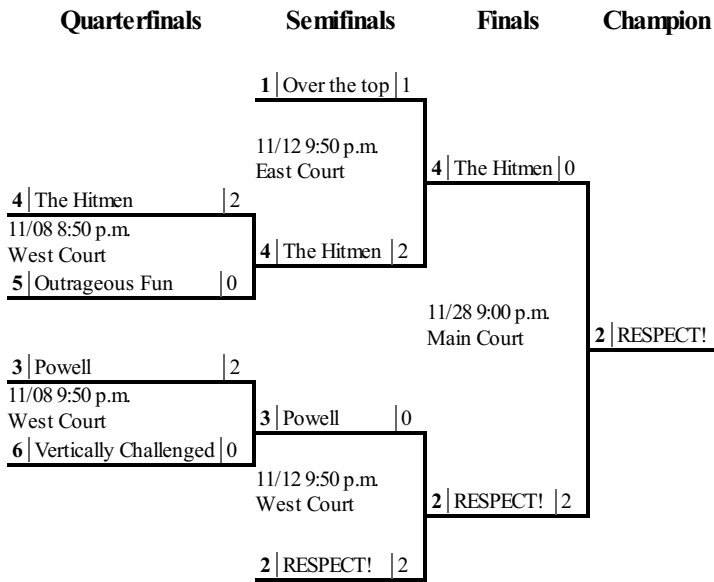 Quarterfinals Semifinals Finals Champion
1 Over the top 1
11/12 9:50 p.m.
East Court
4 The Hitmen 0
4 The Hitmen 2
11/08 8:50 p.m.
West Court
4 The Hitmen 2
5 Outrageous Fun 0
11/28 9:00 p.m.
Main Court
2 RESPECT!
3 Powell 2
11/08 9:50 p.m.
West Court
3 Powell 0
6 Vertically Challenged 0
11/12 9:50 p.m.
West Court
2 RESPECT! 2
2 RESPECT! 2